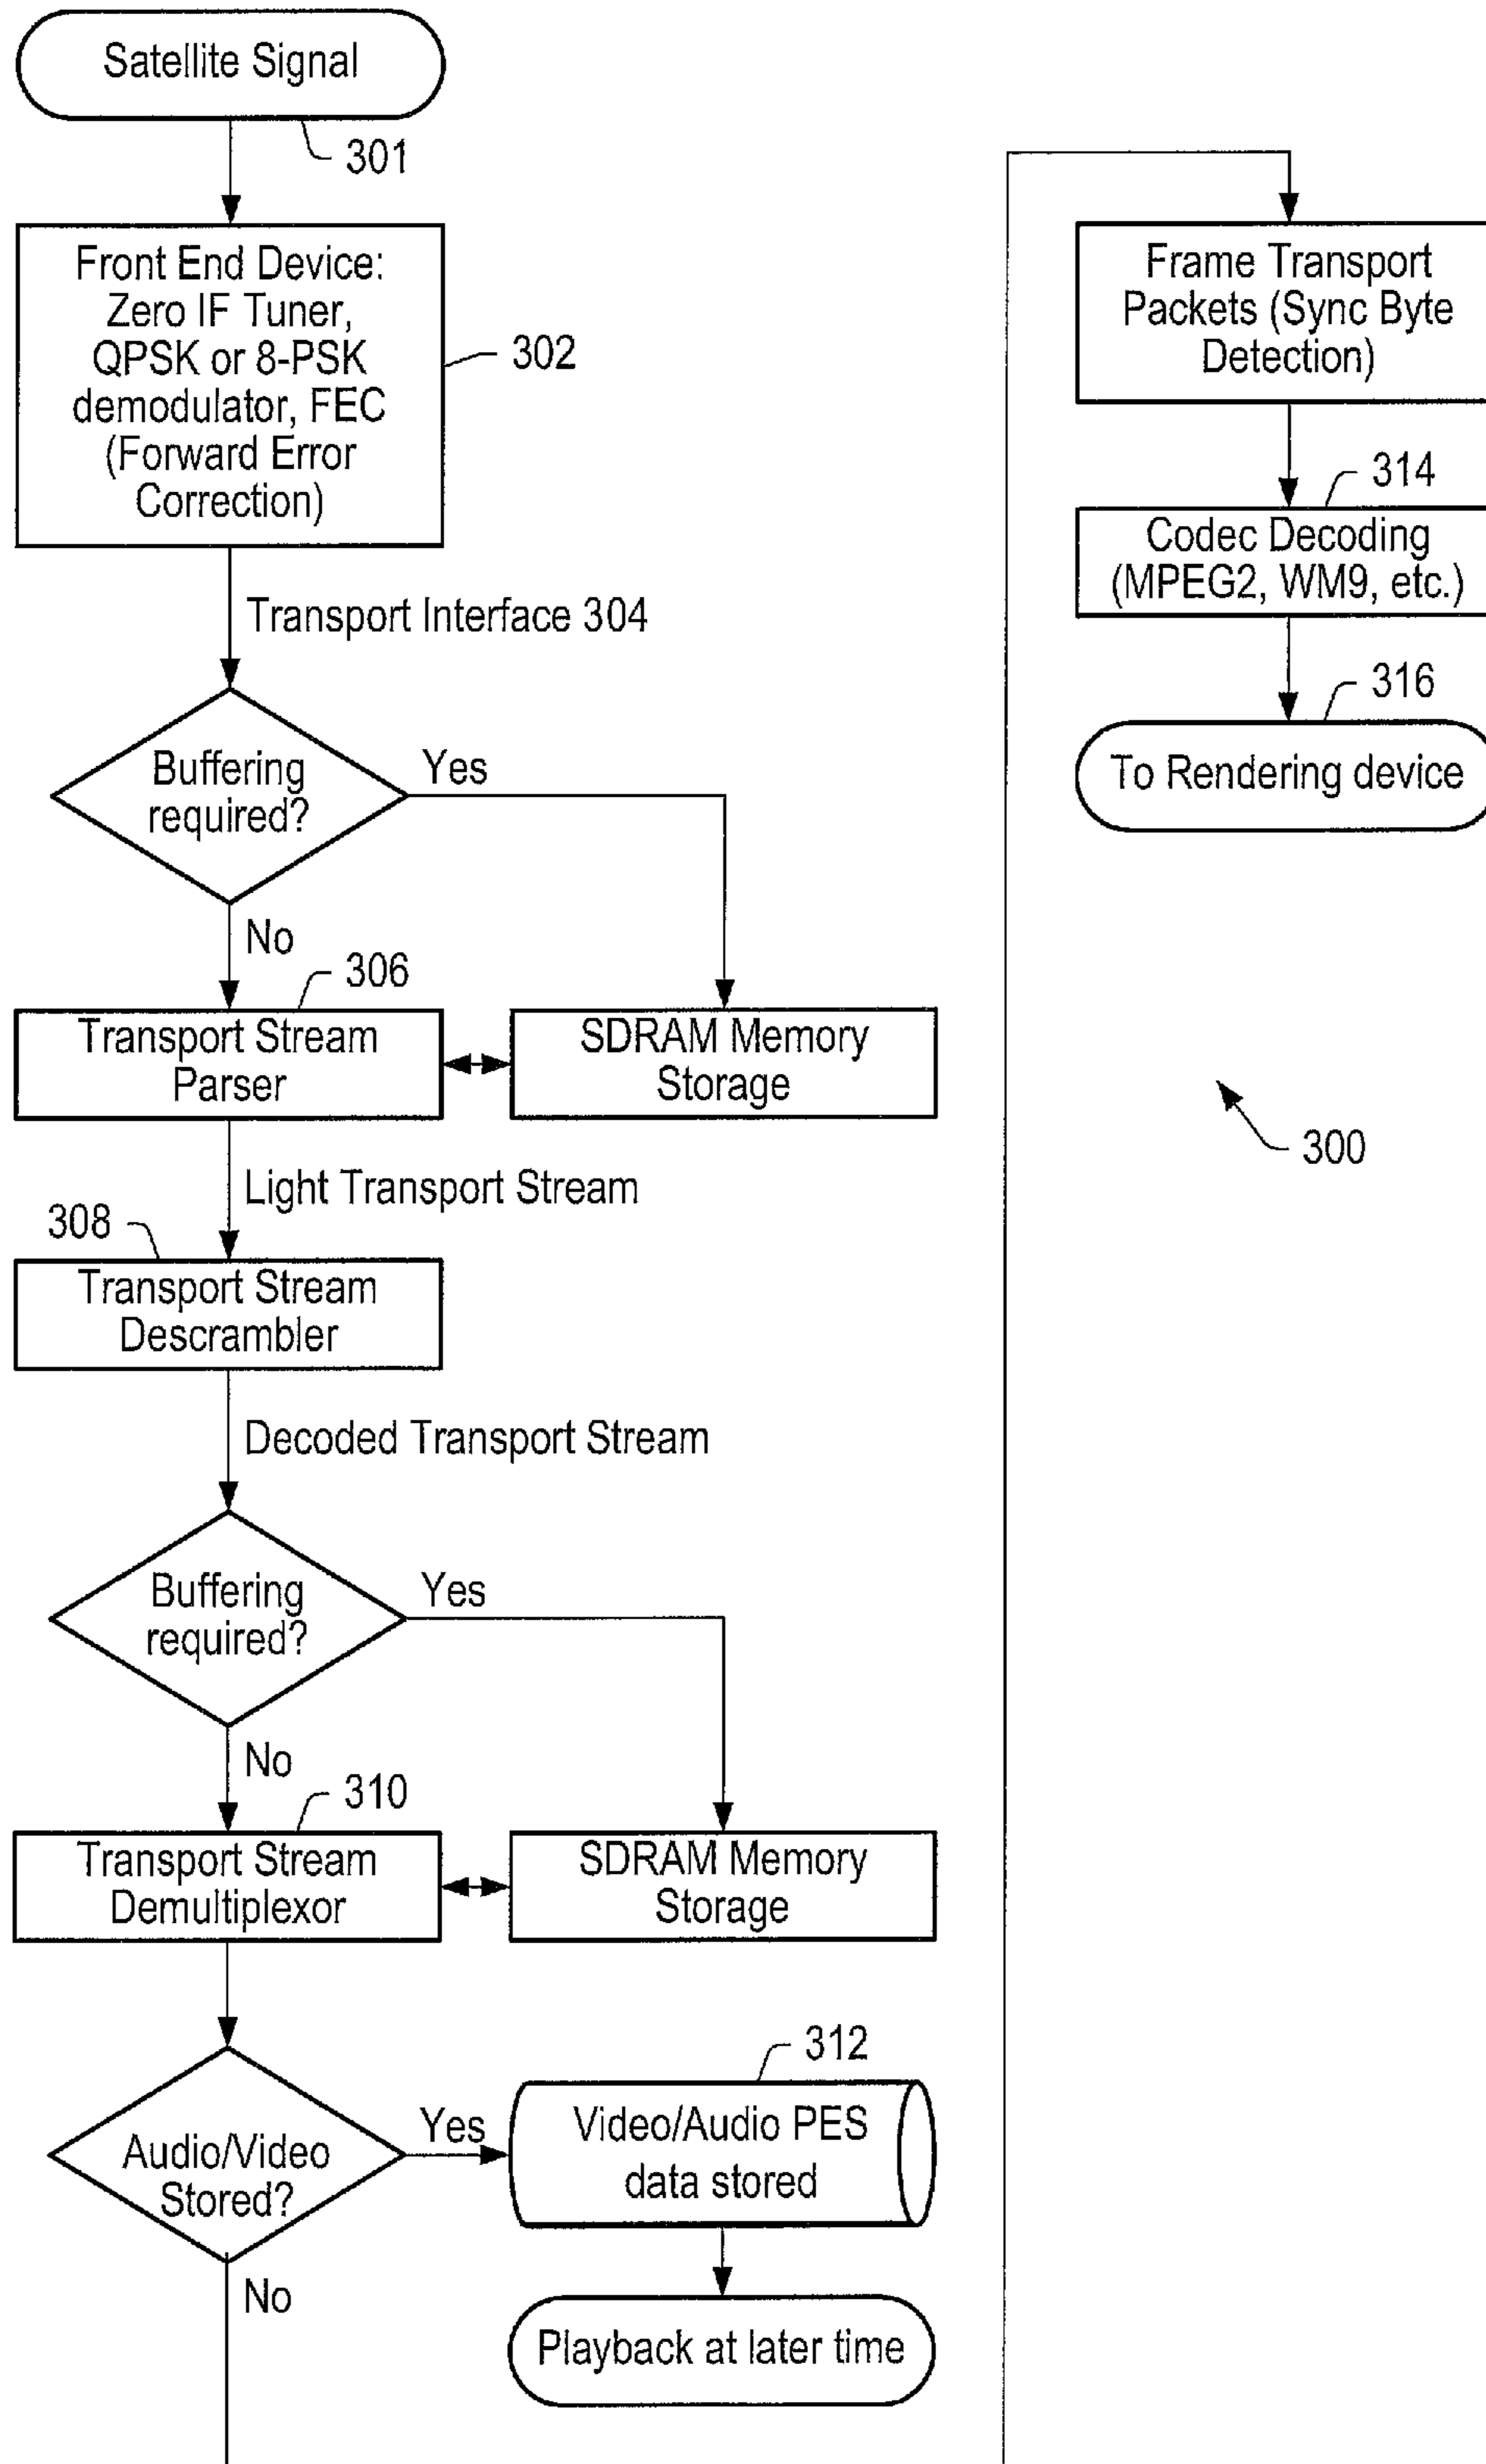 Satellite Signal
301
Front End Device:
Zero IF Tuner,
QPSK or 8-PSK
demodulator, FEC
(Forward Error
Correction)
302
Transport Interface 304
Buffering
required?
Yes
No
306
Transport Stream
Parser
SDRAM Memory
Storage
Light Transport Stream
308
Transport Stream
Descrambler
Decoded Transport Stream
Buffering
required?
Yes
No
310
Transport Stream
Demultiplexor
SDRAM Memory
Storage
Audio/Video
Stored?
Yes
312
Video/Audio PES
data stored
No
Playback at later time
Frame Transport
Packets (Sync Byte
Detection)
314
Codec Decoding
(MPEG2, WM9, etc.)
316
To Rendering device
300